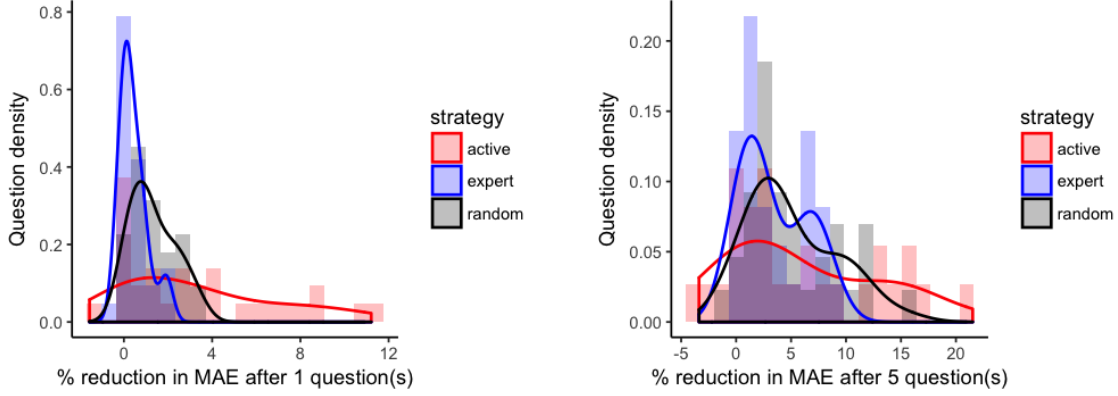 0.8
0.6
0.4
0.2
0.0
Question density
0
4
8
12
% reduction in MAE after 1 question(s)
strategy
active
expert
random
0.20
0.15
0.10
0.05
0.00
Question density
-5
0
5
10
15
20
% reduction in MAE after 5 question(s)
strategy
active
expert
random